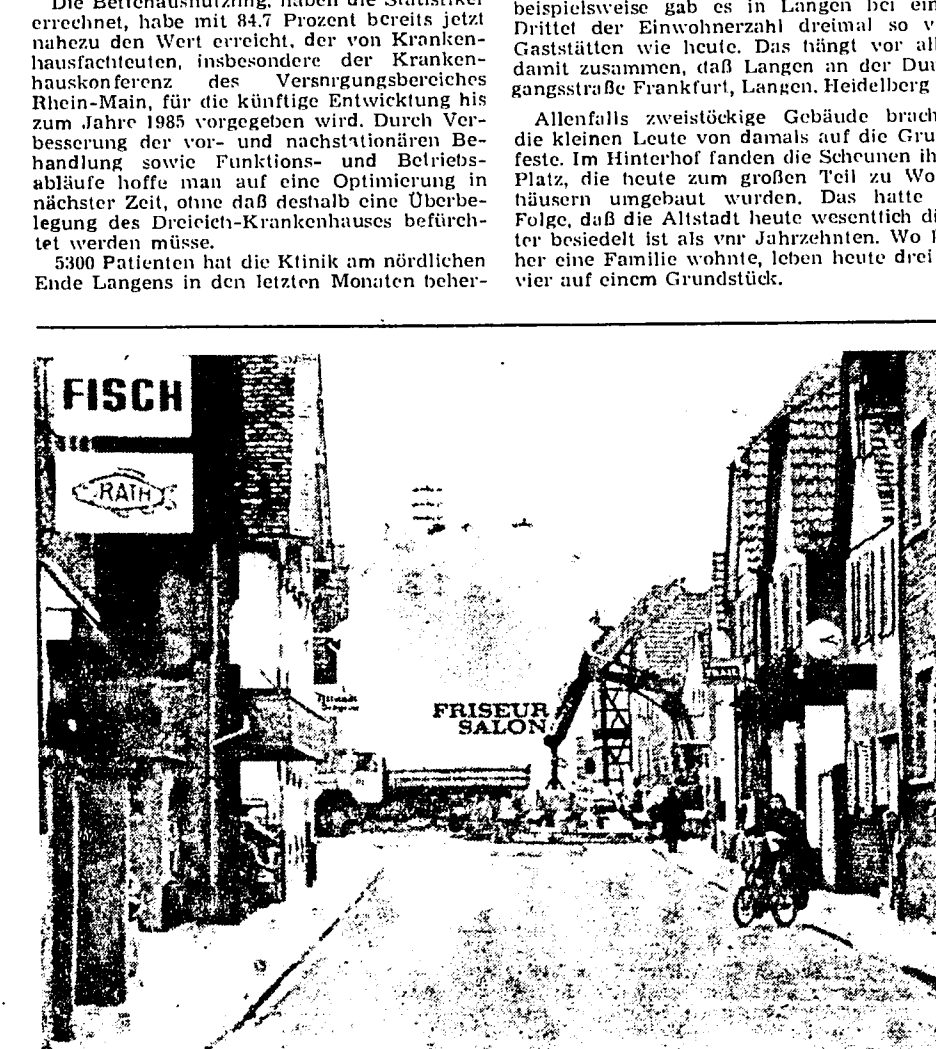 Die Bettenausnutzung, haben die Statistiker
errechnet, habe mit 84,7 Prozent bereits jetzt
nahezu den Wert erreicht, der von Kranken-
hausfachleuten, insbesondere der Kranken-
hauskonferenz des Versorgungsbereiches
Rhein-Main, für die künftige Entwicklung bis
zum Jahre 1985 vorgegeben wird. Durch Ver-
besserung der vor- und nachstationären Be-
handlung sowie Funktions- und Betriebs-
abläufe hoffe man auf eine Optimierung in
nächster Zeit, ohne daß deshalb eine Überbe-
legung des Dreieich-Krankenhauses befürch-
tet werden müsse.
5300 Patienten hat die Klinik am nördlichen
Ende Langens in den letzten Monaten beher-
beispielsweise gab es in Langen bei ein
Drittel der Einwohnerzahl dreimal so v
Gaststätten wie heute. Das hängt vor all
damit zusammen, daß Langen an der Dur
gangsstraße Frankfurt, Langen, Heidelberg
Allenfalls zweistöckige Gebäude brach
die kleinen Leute von damals auf die Gru
feste. Im Hinterhof fanden die Scheunen ih
Platz, die heute zum großen Teil zu Wo
häusern umgebaut wurden. Das hatte
Folge, daß die Altstadt heute wesentlich di
ter besiedelt ist als vor Jahrzehnten. Wo
her eine Familie wohnte, leben heute drei
vier auf einem Grundstück.
FISCH
RATH
FRISEUR
SALON